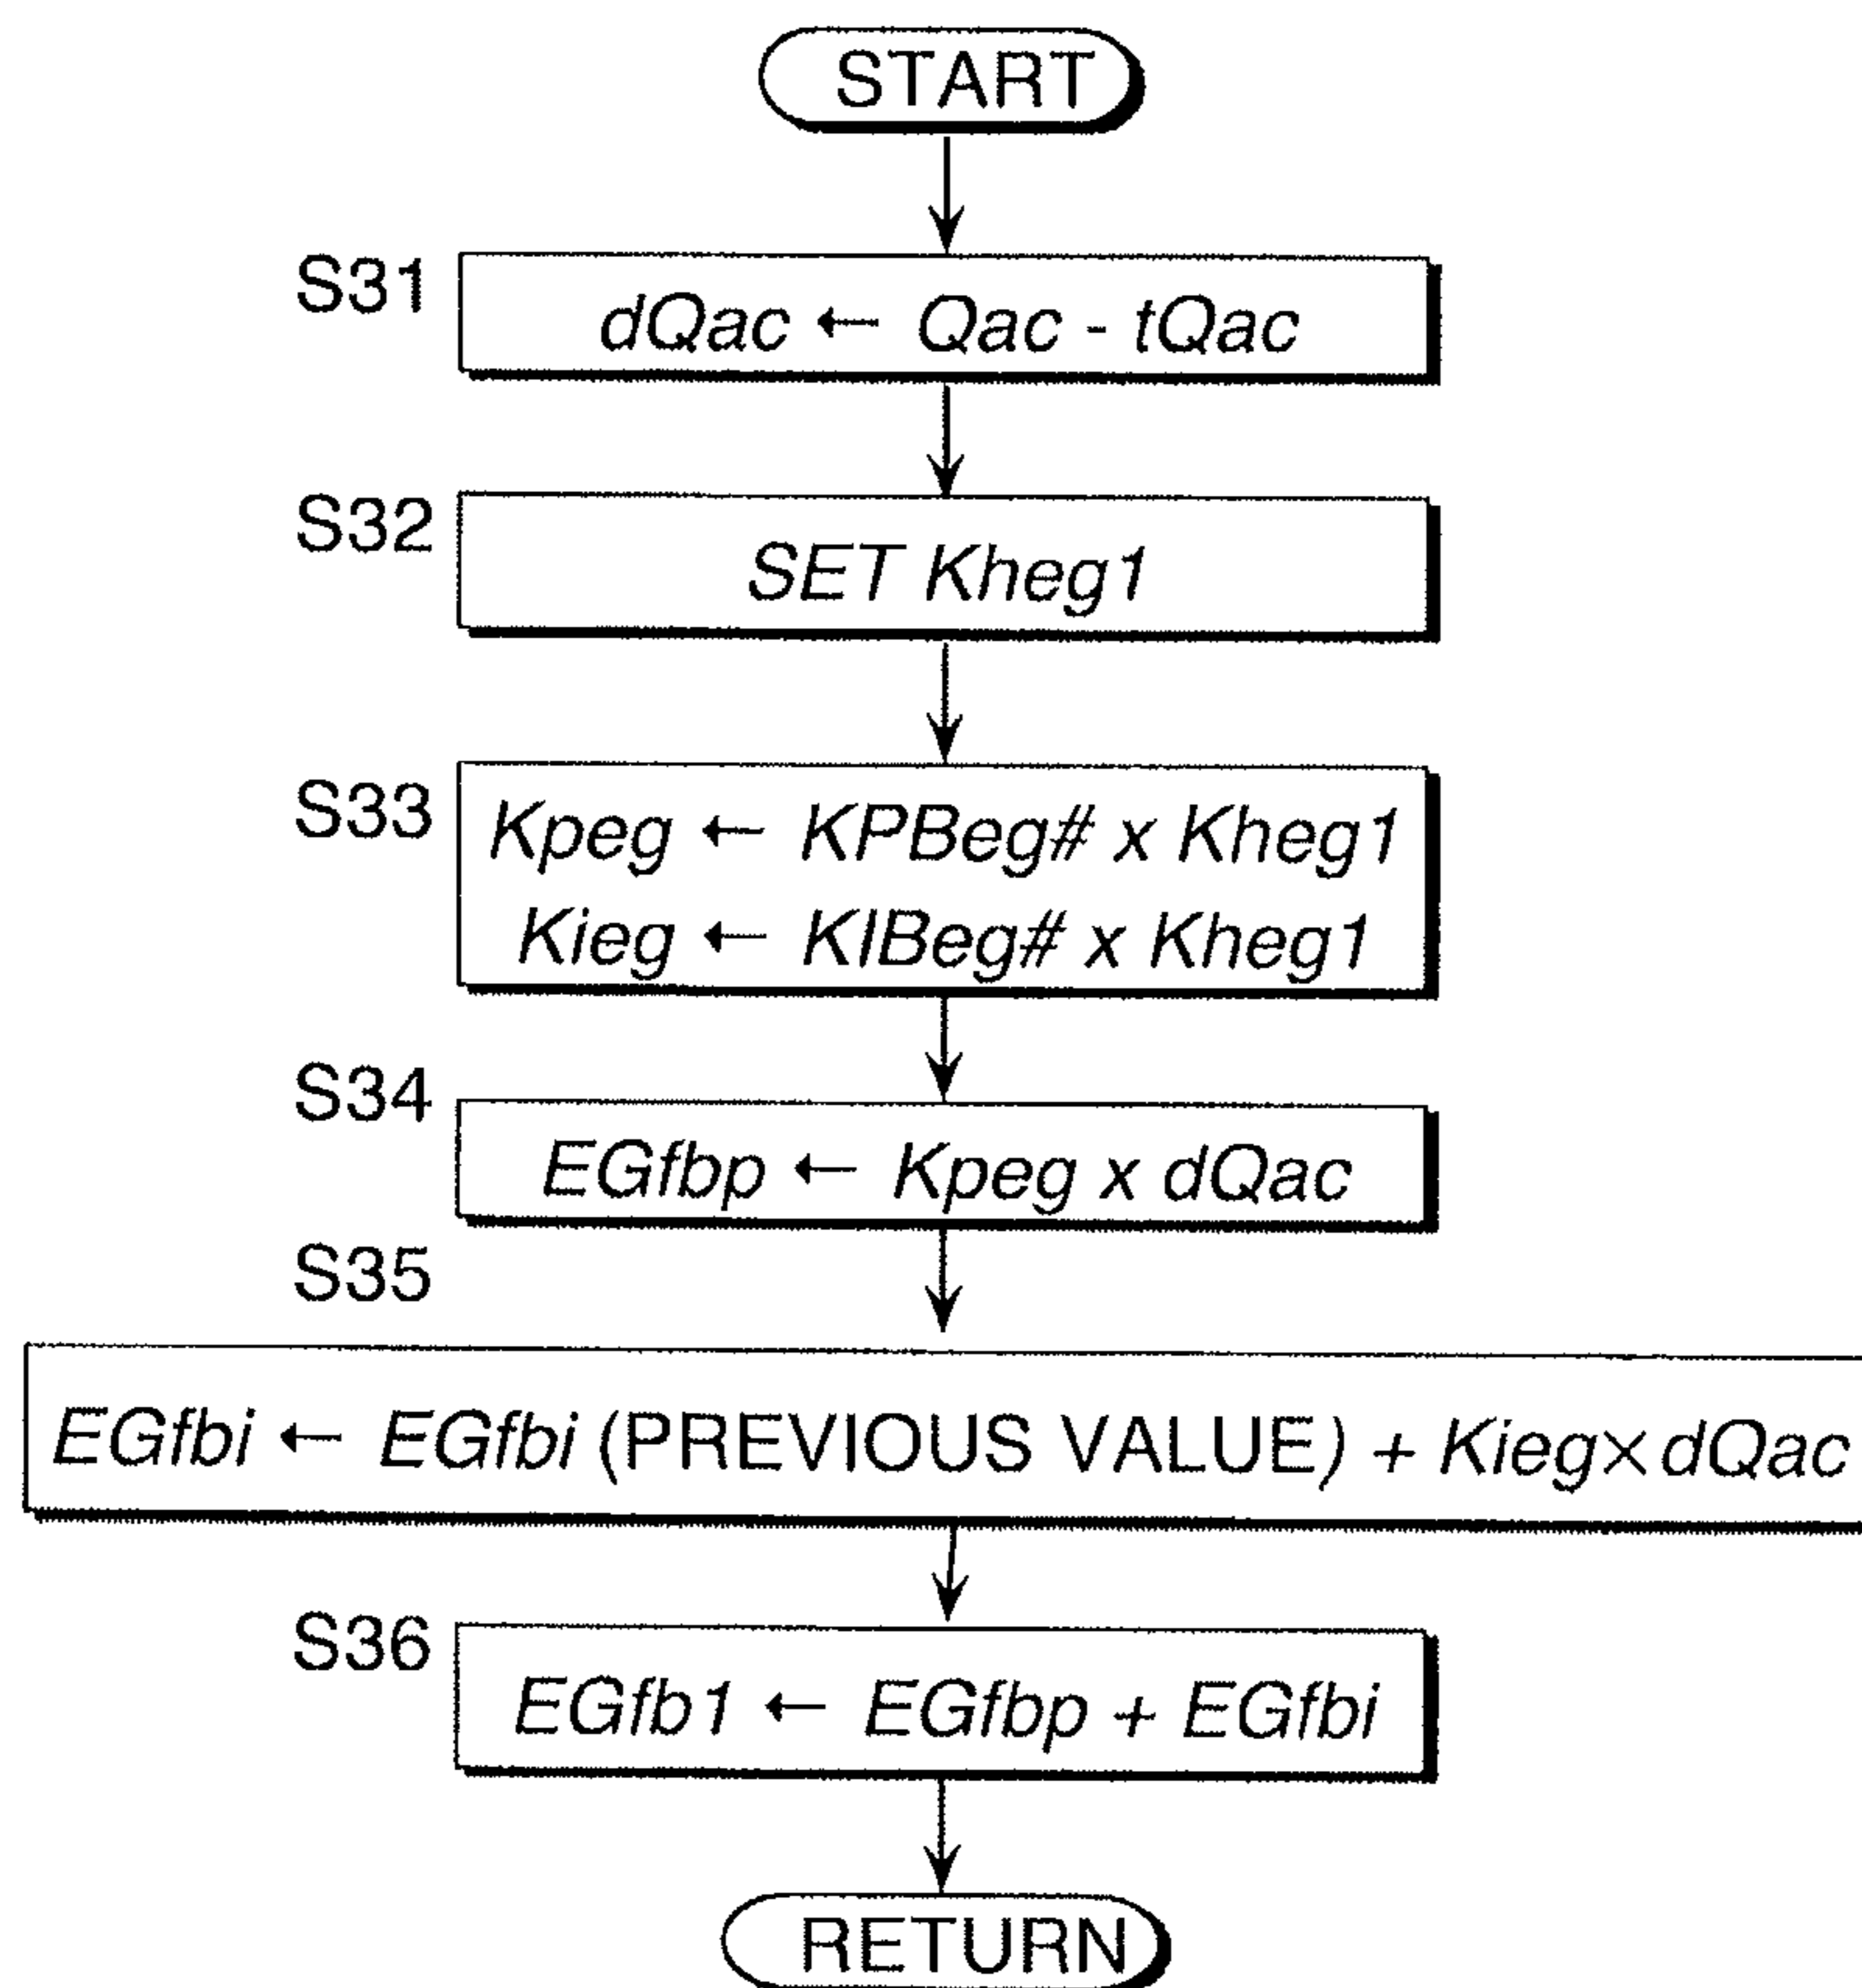 START
S31
dQac ← Qac - tQac
S32
SET Kheg1
S33
Kpeg ← KPBeg# x Kheg1
Kieg ← KIBeg# x Kheg1
S34
EGfbp ← Kpeg x dQac
S35
EGfbi ← EGfbi (PREVIOUS VALUE) + Kieg×dQac
S36
EGfb1 ← EGfbp + EGfbi
RETURN